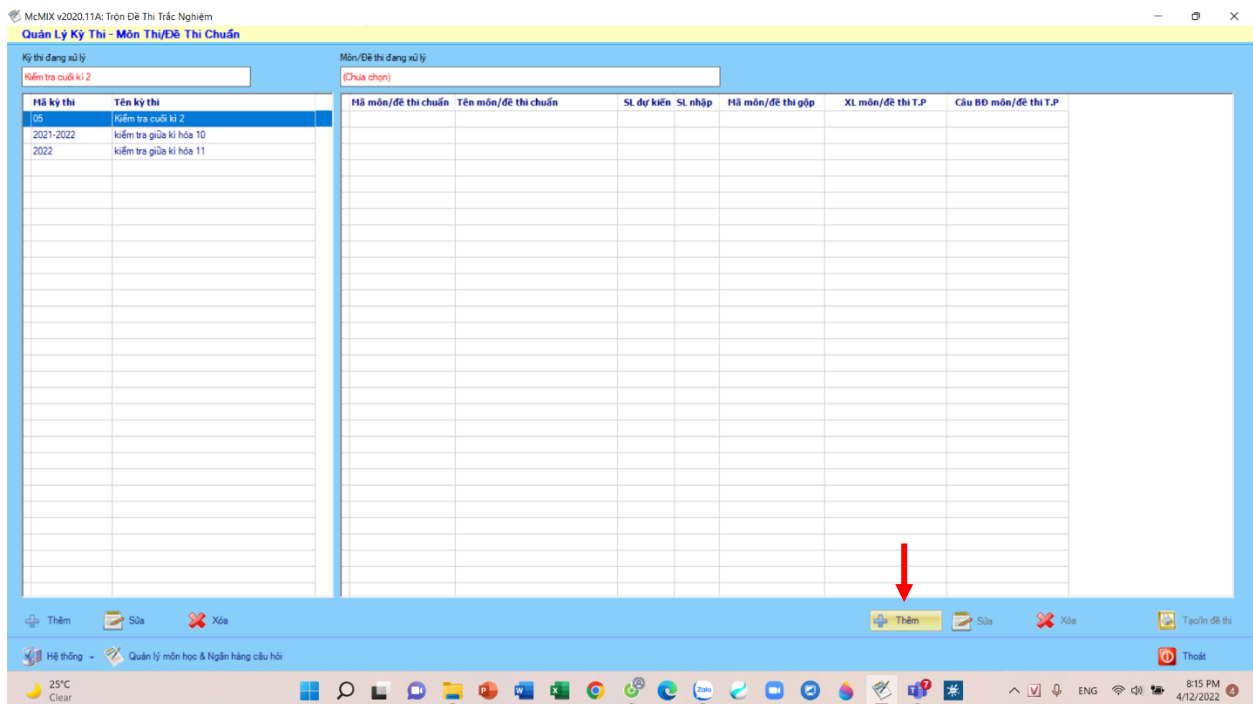 McMIX v2020.11A: Trộn Đề Thi Trắc Nghiệm
Quản Lý Kỳ Thi - Môn Thi/Đề Thi Chuẩn
Kỳ thi đang xử lý
Kiểm tra cuối kì 2
Môn/Đề thi đang xử lý
(Chưa chọn)
Mã kỳ thi Tên kỳ thi
05 Kiểm tra cuối kì 2
2021-2022 kiểm tra giữa kì hóa 10
2022 kiểm tra giữa kì hóa 11
Mã môn/đề thi chuẩn Tên môn/đề thi chuẩn SL dự kiến SL nhập Mã môn/đề thi gộp XL môn/đề thi T.P Câu BĐ môn/đề thi T.P
Thêm Sửa Xóa
Thêm Sửa Xóa Tạo/In đề thi
Hệ thống Quản lý môn học & Ngân hàng câu hỏi Thoát
25°C
Clear
Zalo
7
V
ENG
8:15 PM
4/12/2022
4